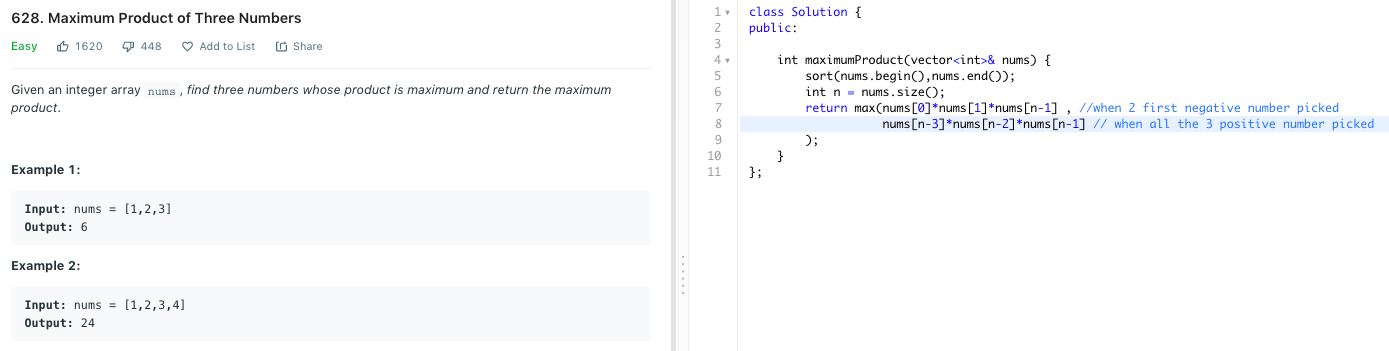 628. Maximum Product of Three Numbers
Easy 1620 448 Add to List Share
Given an integer array nums, find three numbers whose product is maximum and return the maximum
product.
Example 1:
Input: nums = [1,2,3]
Output: 6
Example 2:
Input: nums = [1,2,3,4]
Output: 24
1 class Solution {
2 public:
3
4     int maximumProduct(vector<int>& nums) {
5         sort(nums.begin(),nums.end());
6         int n = nums.size();
7         return max(nums[0]*nums[1]*nums[n-1] , //when 2 first negative number picked
8                    nums[n-3]*nums[n-2]*nums[n-1] // when all the 3 positive number picked
9         );
10     }
11 };